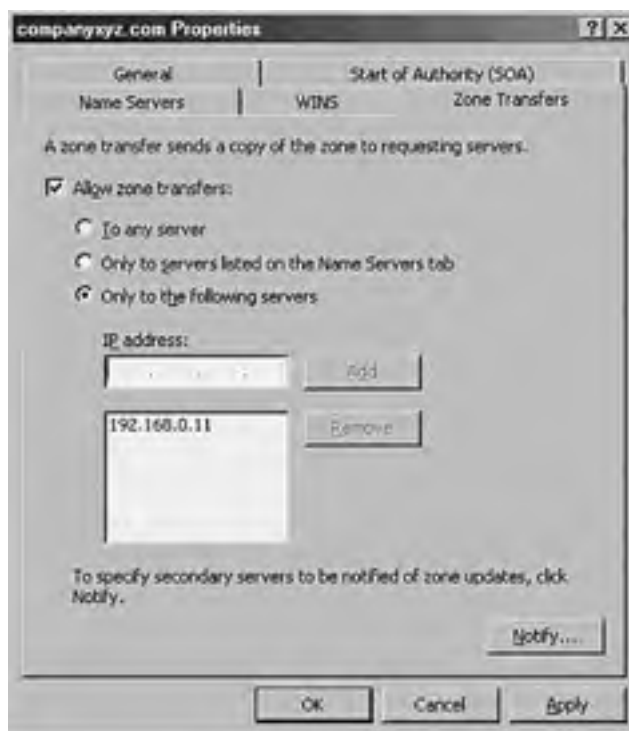 companyxyz.com Properties
General
Start of Authority (SOA)
Name Servers
WINS
Zone Transfers
A zone transfer sends a copy of the zone to requesting servers.
Allow zone transfers:
To any server
Only to servers listed on the Name Servers tab
Only to the following servers
IP address:
Add
192.168.0.11
Remove
To specify secondary servers to be notified of zone updates, click
Notify.
Notify....
OK
Cancel
Apply